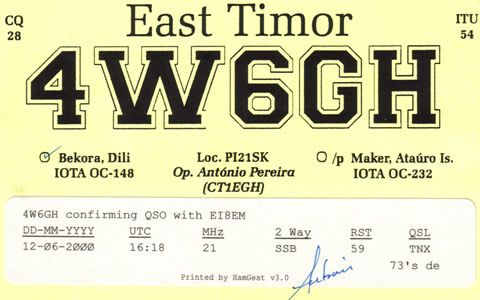 CQ
28
East Timor
ITU
54
4W6GH
Bekora, Dili
IOTA OC-148
Loc. PI21SK
Op. António Pereira
(CT1EGH)
/p Maker, Ataúro Is.
IOTA OC-232
4W6GH confirming QSO with EI8EM
DD-MM-YYYY UTC MHz 2 Way RST QSL
12-06-2000 16:18 21 SSB 59 TNX
73's de
Printed by HamGest v3.0